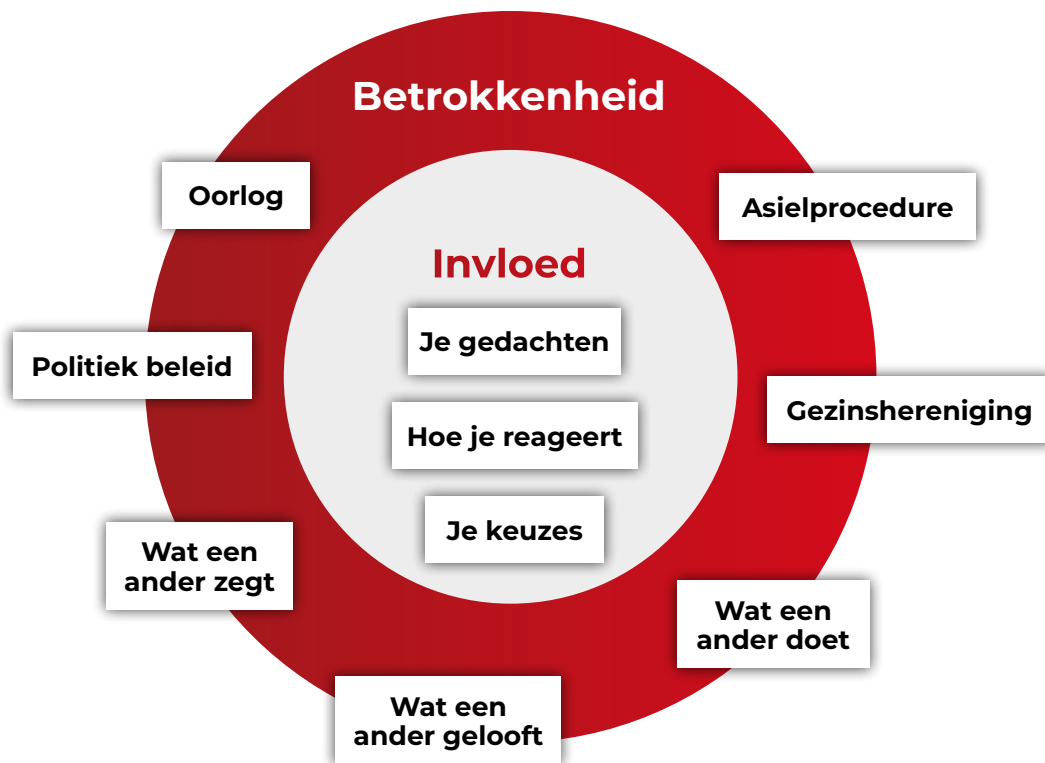 Betrokkenheid
Oorlog
Asielprocedure
Invloed
Je gedachten
Politiek beleid
Gezinshereniging
Hoe je reageert
Je keuzes
Wat een
ander zegt
Wat een
ander doet
Wat een
ander gelooft